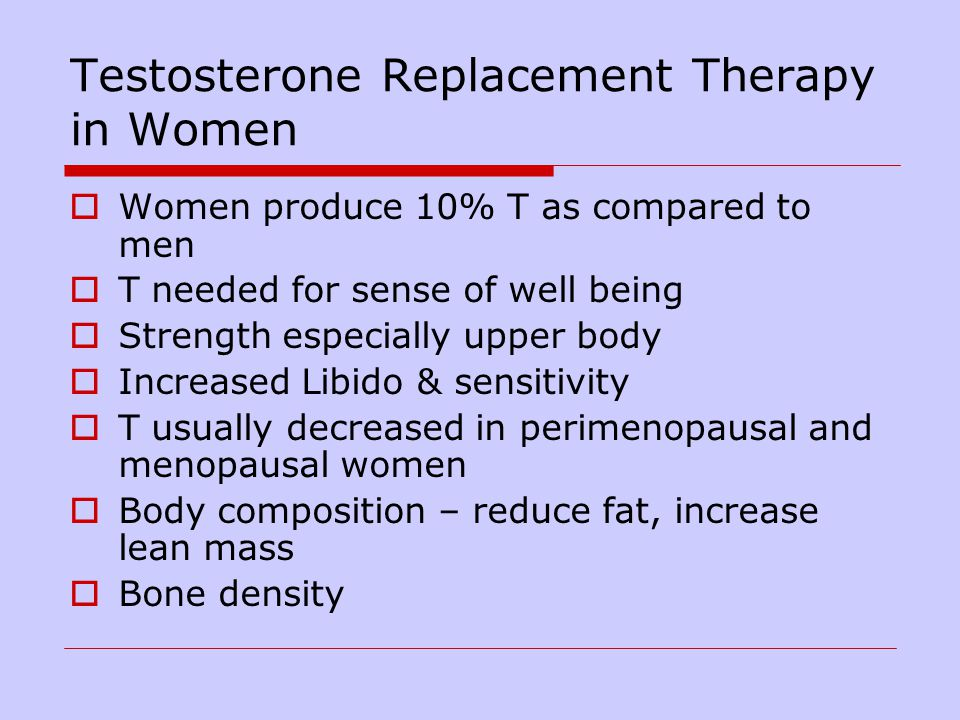 Testosterone Replacement Therapy
in Women
Women produce 10% T as compared to
men
T needed for sense of well being
Strength especially upper body
Increased Libido & sensitivity
T usually decreased in perimenopausal and
menopausal women
Body composition – reduce fat, increase
lean mass
Bone density